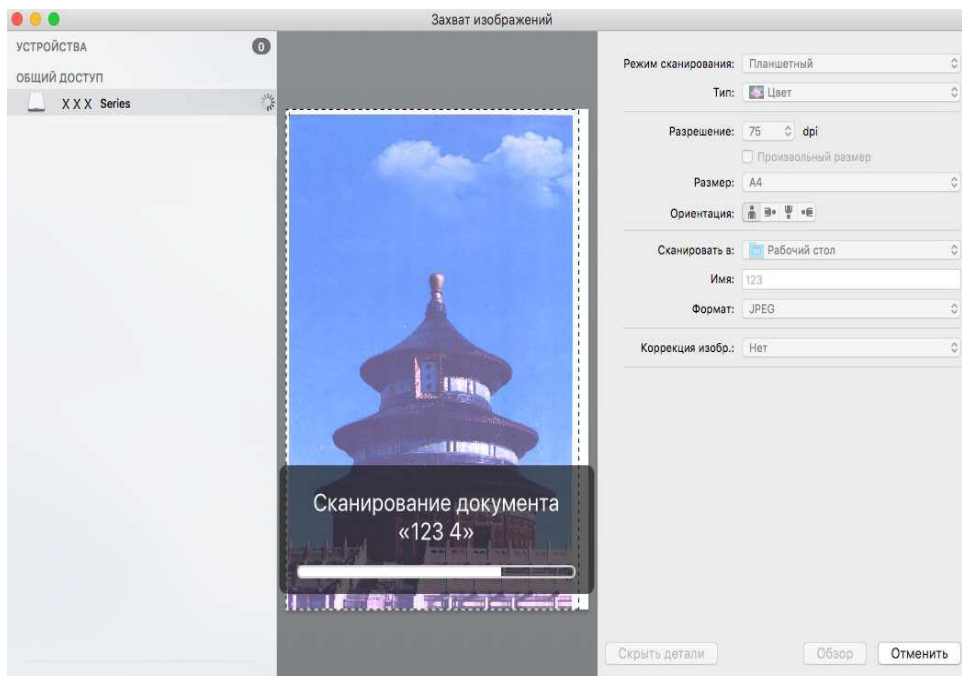 Захват изображений
УСТРОЙСТВА 0
ОБЩИЙ ДОСТУП
X X X Series
Сканирование документа
«123 4»
Режим сканирования: Планшетный
Тип: Цвет
Разрешение: 75 dpi
Произвольный размер
Размер: A4
Ориентация:
Сканировать в: Рабочий стол
Имя: 123
Формат: JPEG
Коррекция изобр.: Нет
Скрыть детали Обзор Отменить